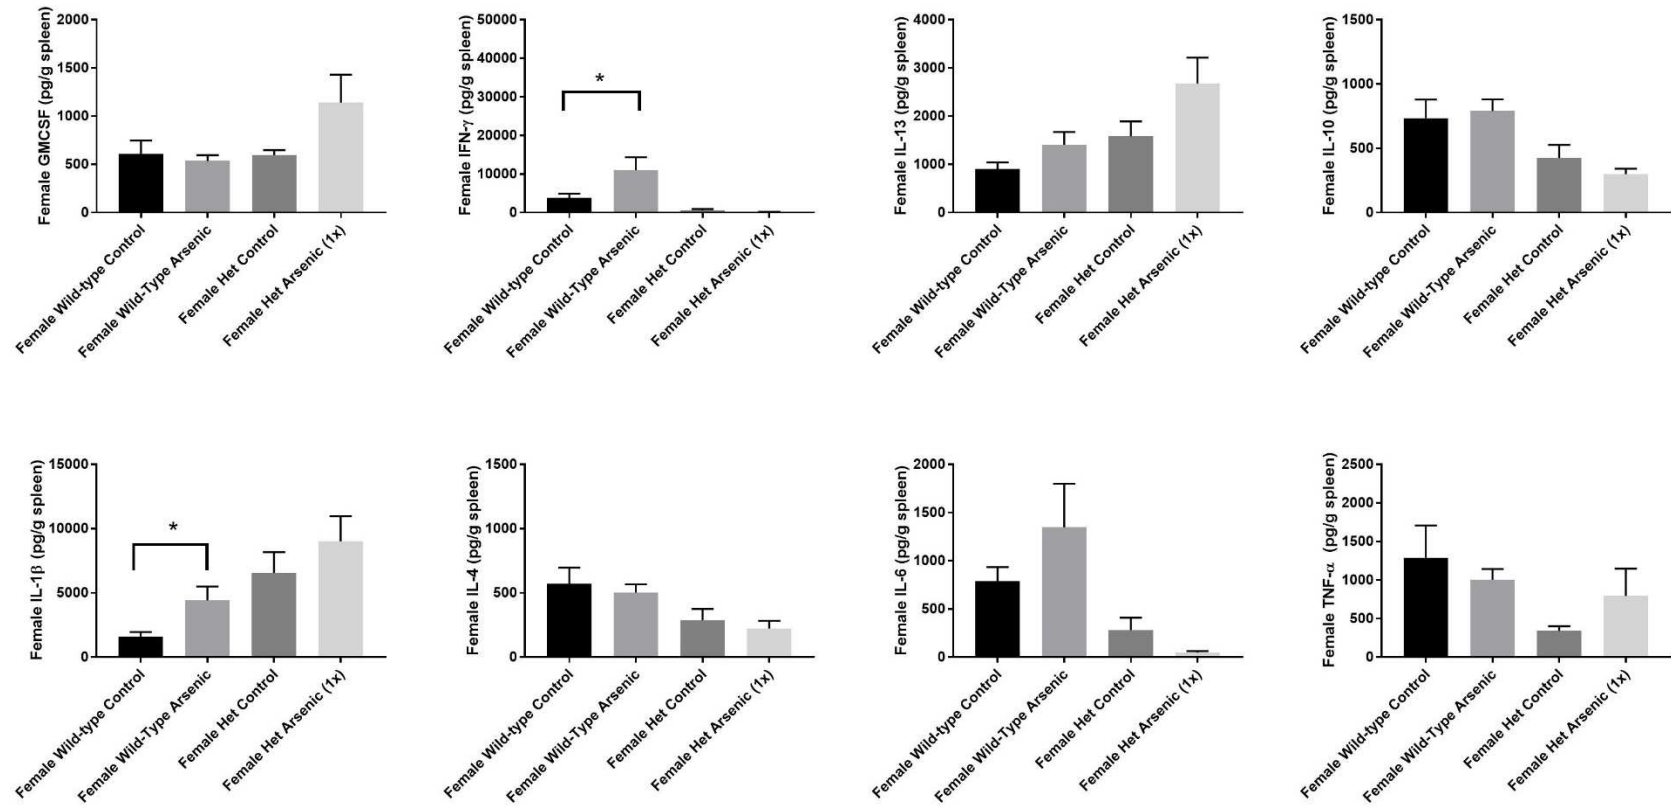 Female GMCSF (pg/g spleen)
2000
1500
1000
500
0
Female Wild-type Control
Female Wild-Type Arsenic
Female Het Control
Female Het Arsenic (1x)
Female IFN-γ (pg/g spleen)
50000
40000
30000
20000
10000
0
*
Female Wild-type Control
Female Wild-Type Arsenic
Female Het Control
Female Het Arsenic (1x)
Female IL-13 (pg/g spleen)
4000
3000
2000
1000
0
Female Wild-type Control
Female Wild-Type Arsenic
Female Het Control
Female Het Arsenic (1x)
Female IL-10 (pg/g spleen)
1500
1000
500
0
Female Wild-type Control
Female Wild-Type Arsenic
Female Het Control
Female Het Arsenic (1x)
Female IL-1β (pg/g spleen)
15000
10000
5000
0
*
Female Wild-type Control
Female Wild-Type Arsenic
Female Het Control
Female Het Arsenic (1x)
Female IL-4 (pg/g spleen)
1500
1000
500
0
Female Wild-type Control
Female Wild-Type Arsenic
Female Het Control
Female Het Arsenic (1x)
Female IL-6 (pg/g spleen)
2000
1500
1000
500
0
Female Wild-type Control
Female Wild-Type Arsenic
Female Het Control
Female Het Arsenic (1x)
Female TNF-α (pg/g spleen)
2500
2000
1500
1000
500
0
Female Wild-type Control
Female Wild-Type Arsenic
Female Het Control
Female Het Arsenic (1x)